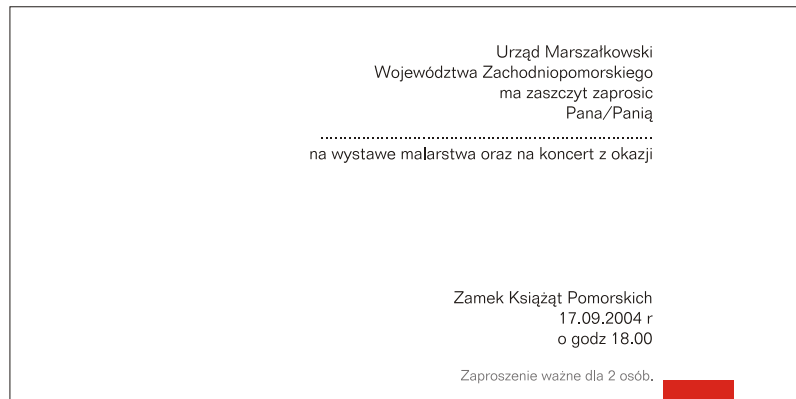 Urząd Marszałkowski
Województwa Zachodniopomorskiego
ma zaszczyt zaprosic
Pana/Panią
................................................................................
na wystawe malarstwa oraz na koncert z okazji
Zamek Książąt Pomorskich
17.09.2004 r
o godz 18.00
Zaproszenie ważne dla 2 osób.